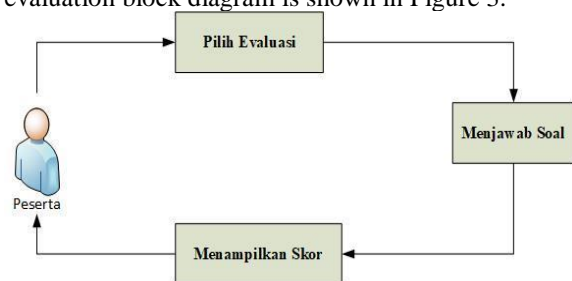 evaluation block diagram is shown in Figure 3.
Pilih Evaluasi
Menjawab Soal
Peserta
Menampilkan Skor